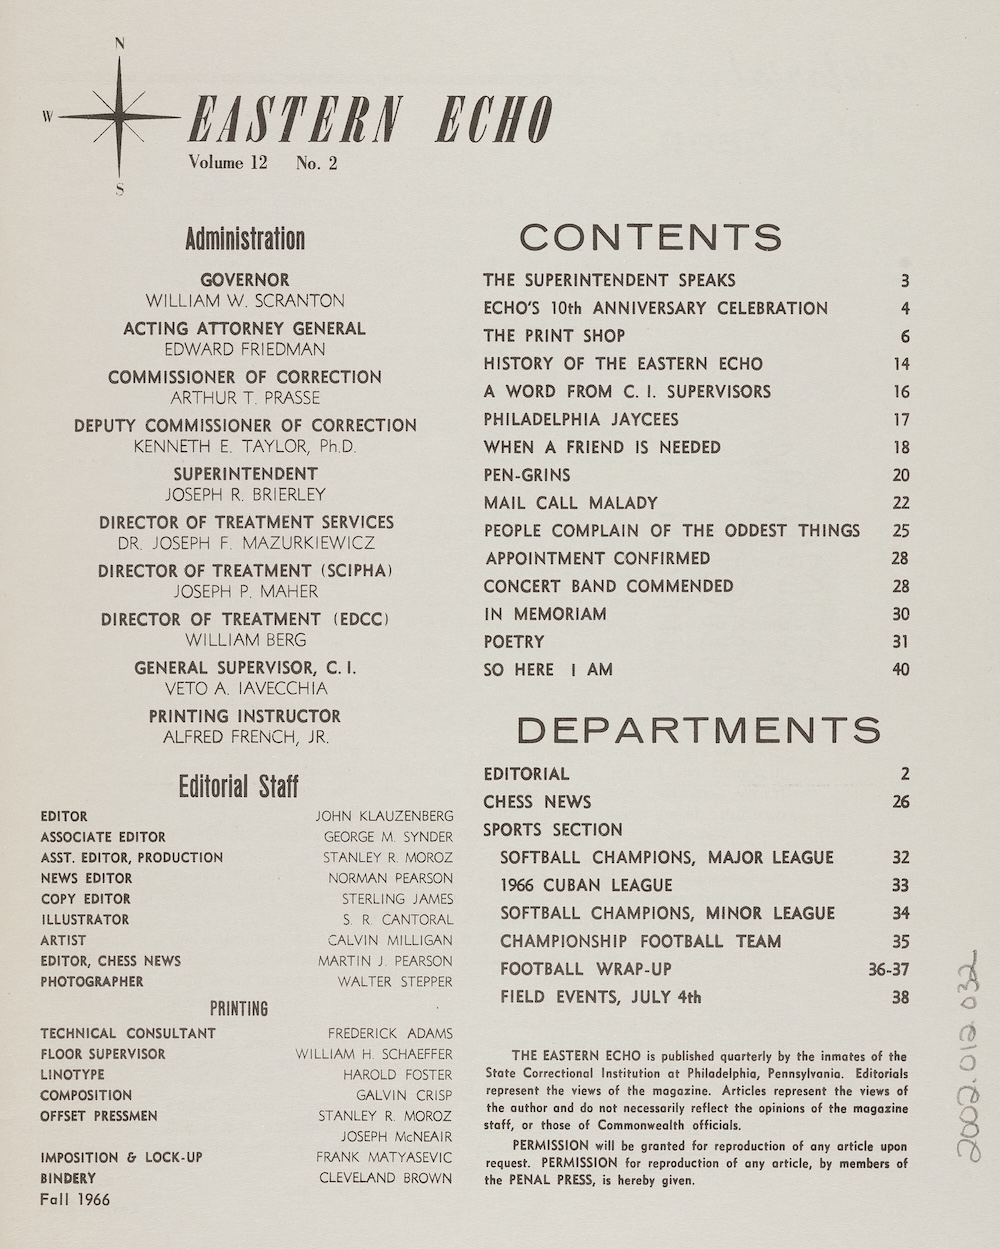 N
W
S
EASTERN ECHO
Volume 12 No. 2
Administration
GOVERNOR
WILLIAM W. SCRANTON
ACTING ATTORNEY GENERAL
EDWARD FRIEDMAN
COMMISSIONER OF CORRECTION
ARTHUR T. PRASSE
DEPUTY COMMISSIONER OF CORRECTION
KENNETH E. TAYLOR, Ph.D.
SUPERINTENDENT
JOSEPH R. BRIERLEY
DIRECTOR OF TREATMENT SERVICES
DR. JOSEPH F. MAZURKIEWICZ
DIRECTOR OF TREATMENT (SCIPHA)
JOSEPH P. MAHER
DIRECTOR OF TREATMENT (EDCC)
WILLIAM BERG
GENERAL SUPERVISOR, C. I.
VETO A. IAVECCHIA
PRINTING INSTRUCTOR
ALFRED FRENCH, JR.
Editorial Staff
EDITOR JOHN KLAUZENBERG
ASSOCIATE EDITOR GEORGE M. SYNDER
ASST. EDITOR, PRODUCTION STANLEY R. MOROZ
NEWS EDITOR NORMAN PEARSON
COPY EDITOR STERLING JAMES
ILLUSTRATOR S. R. CANTORAL
ARTIST CALVIN MILLIGAN
EDITOR, CHESS NEWS MARTIN J. PEARSON
PHOTOGRAPHER WALTER STEPPER
PRINTING
TECHNICAL CONSULTANT FREDERICK ADAMS
FLOOR SUPERVISOR WILLIAM H. SCHAEFFER
LINOTYPE HAROLD FOSTER
COMPOSITION GALVIN CRISP
OFFSET PRESSMEN STANLEY R. MOROZ
JOSEPH McNEAIR
IMPOSITION & LOCK-UP FRANK MATYASEVIC
BINDERY CLEVELAND BROWN
Fall 1966
CONTENTS
THE SUPERINTENDENT SPEAKS 3
ECHO'S 10th ANNIVERSARY CELEBRATION 4
THE PRINT SHOP 6
HISTORY OF THE EASTERN ECHO 14
A WORD FROM C. I. SUPERVISORS 16
PHILADELPHIA JAYCEES 17
WHEN A FRIEND IS NEEDED 18
PEN-GRINS 20
MAIL CALL MALADY 22
PEOPLE COMPLAIN OF THE ODDEST THINGS 25
APPOINTMENT CONFIRMED 28
CONCERT BAND COMMENDED 28
IN MEMORIAM 30
POETRY 31
SO HERE I AM 40
DEPARTMENTS
EDITORIAL 2
CHESS NEWS 26
SPORTS SECTION
SOFTBALL CHAMPIONS, MAJOR LEAGUE 32
1966 CUBAN LEAGUE 33
SOFTBALL CHAMPIONS, MINOR LEAGUE 34
CHAMPIONSHIP FOOTBALL TEAM 35
FOOTBALL WRAP-UP 36-37
FIELD EVENTS, JULY 4th 38
THE EASTERN ECHO is published quarterly by the inmates of the
State Correctional Institution at Philadelphia, Pennsylvania. Editorials
represent the views of the magazine. Articles represent the views of
the author and do not necessarily reflect the opinions of the magazine
staff, or those of Commonwealth officials.
PERMISSION will be granted for reproduction of any article upon
request. PERMISSION for reproduction of any article, by members of
the PENAL PRESS, is hereby given.
2002.012.032